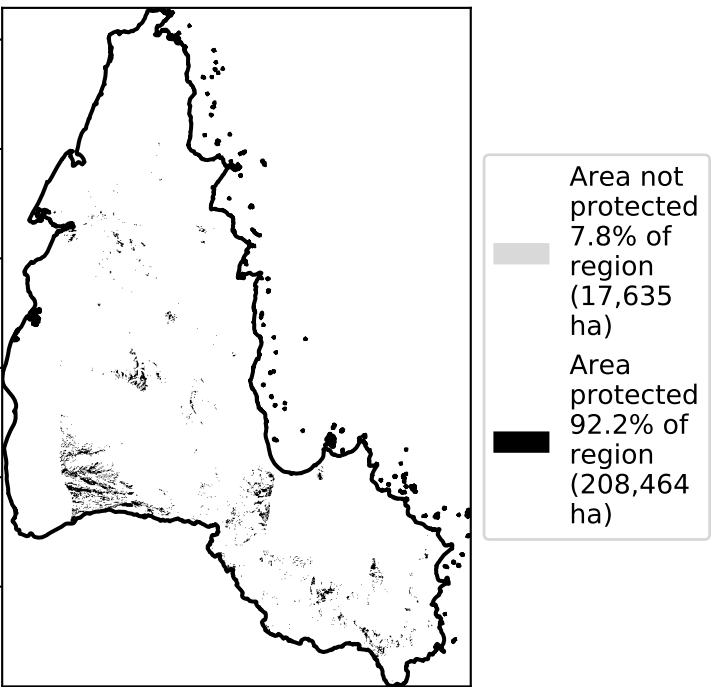 Area not
protected
7.8% of
region
(17,635
ha)
Area
protected
92.2% of
region
(208,464
ha)